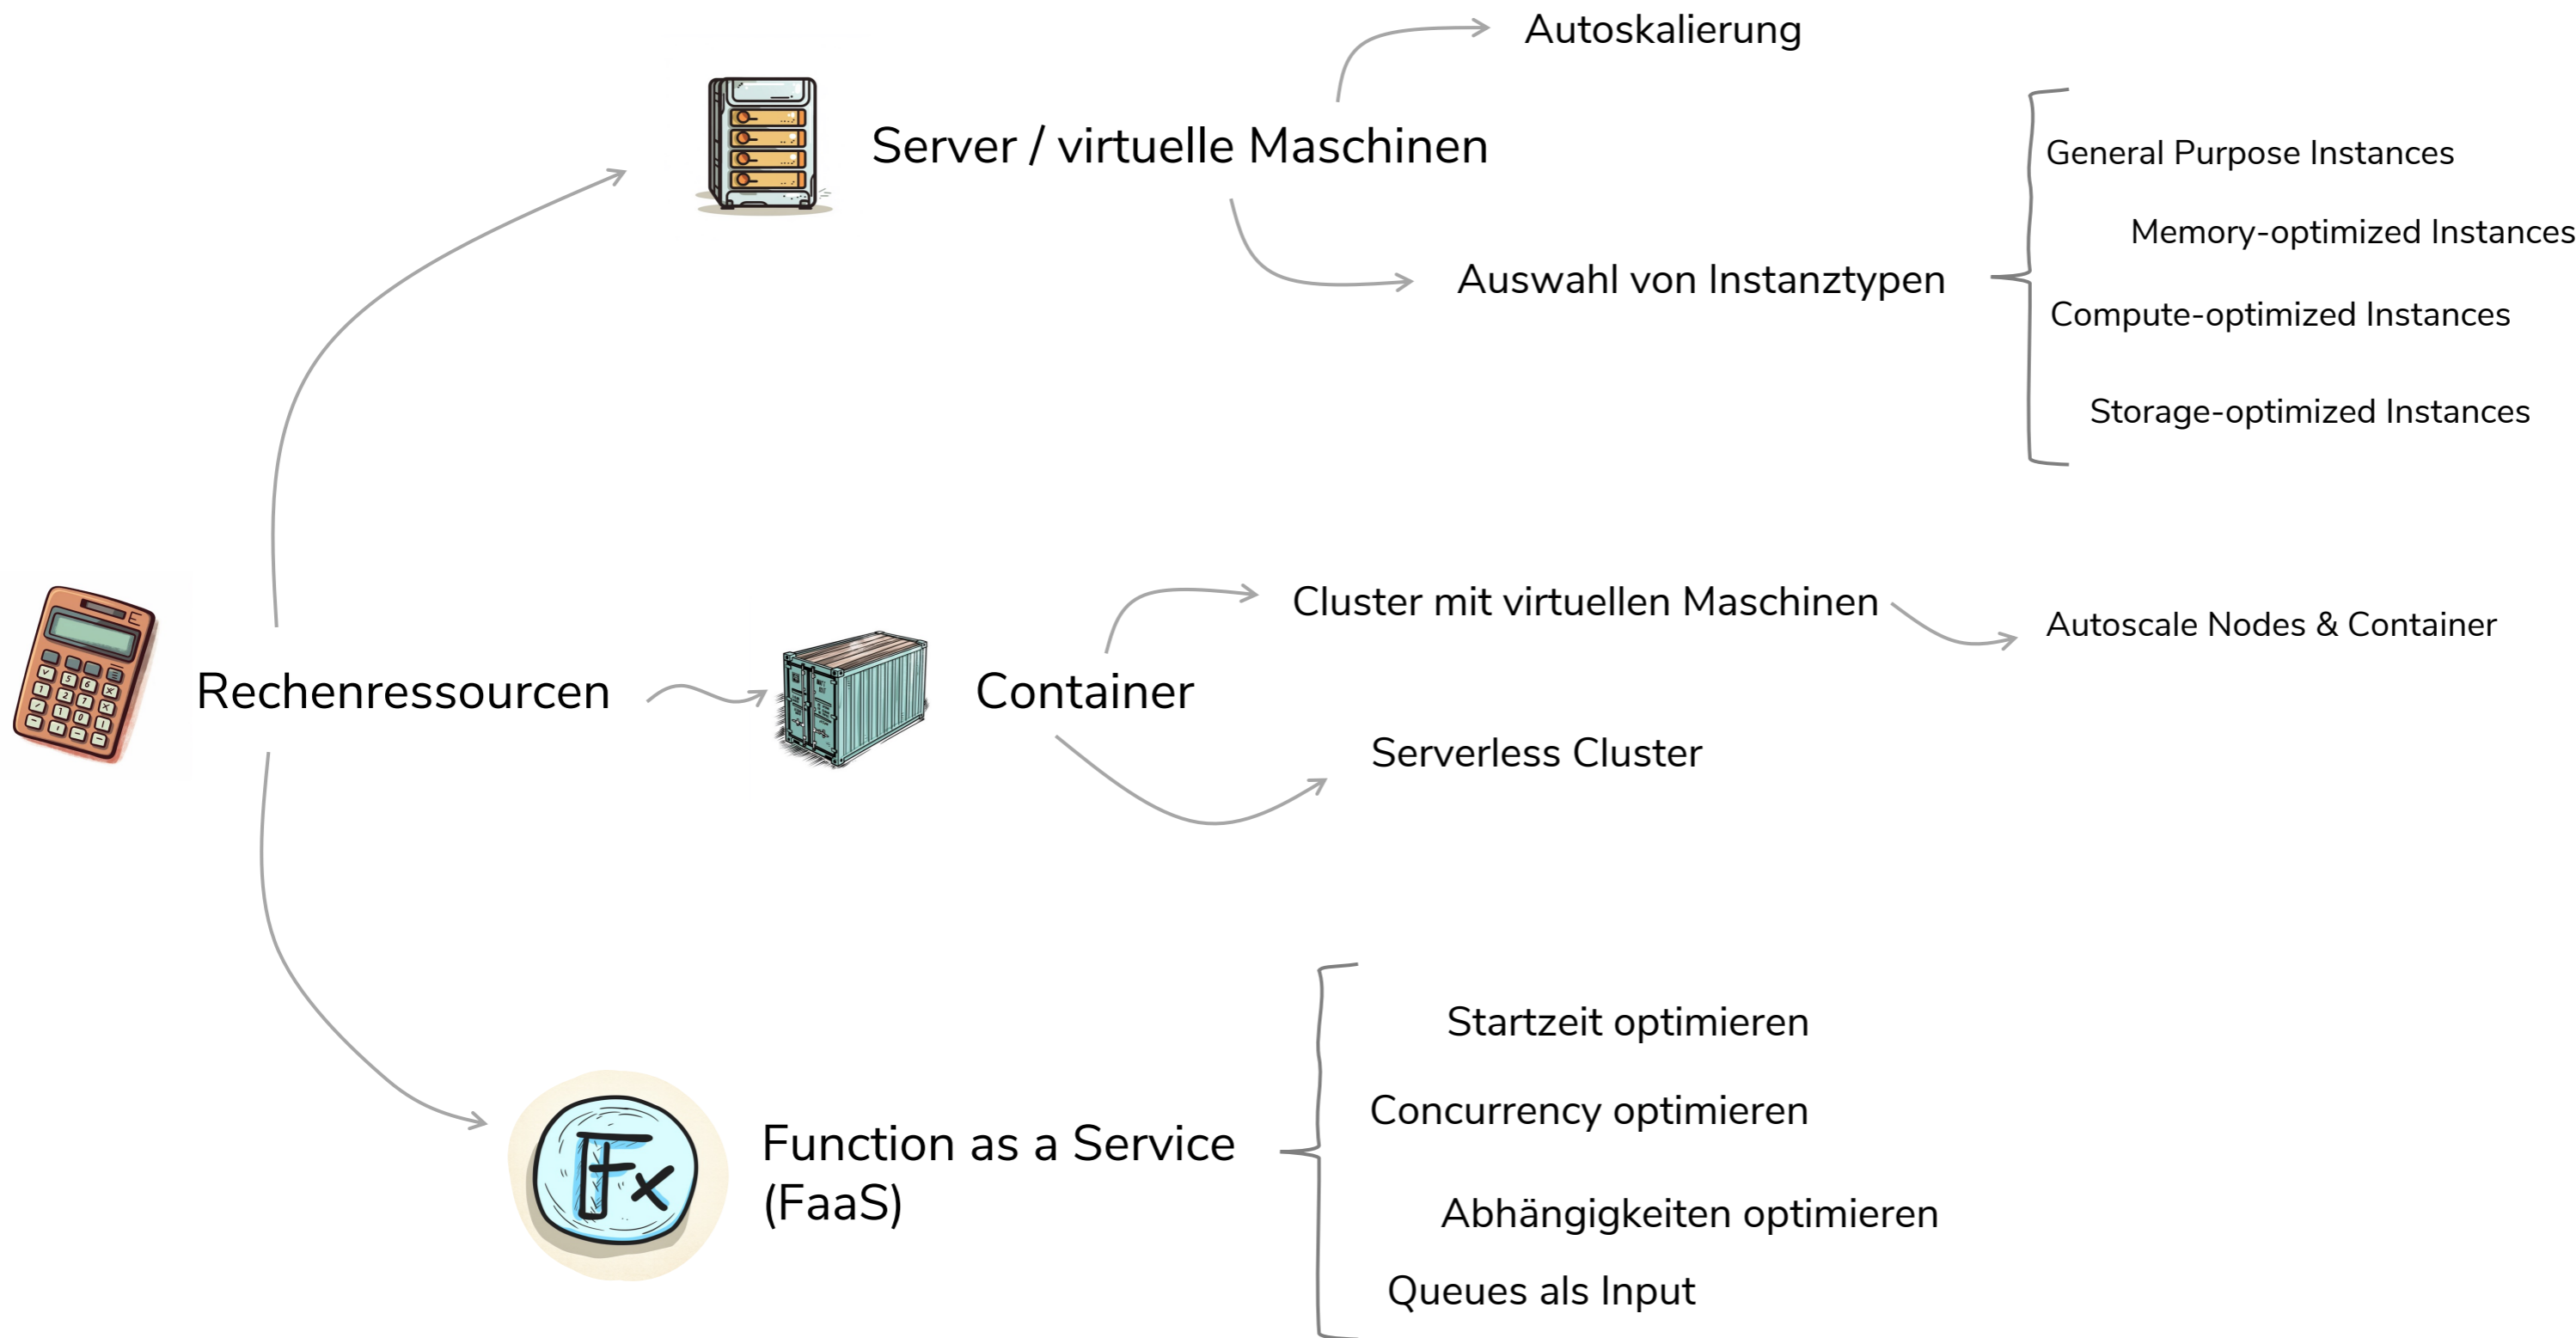 Autoskalierung
Server / virtuelle Maschinen
General Purpose Instances
Memory-optimized Instances
Auswahl von Instanztypen
Compute-optimized Instances
Storage-optimized Instances
Rechenressourcen
Container
Cluster mit virtuellen Maschinen
Autoscale Nodes & Container
Serverless Cluster
Fx
Function as a Service
(FaaS)
Startzeit optimieren
Concurrency optimieren
Abhängigkeiten optimieren
Queues als Input